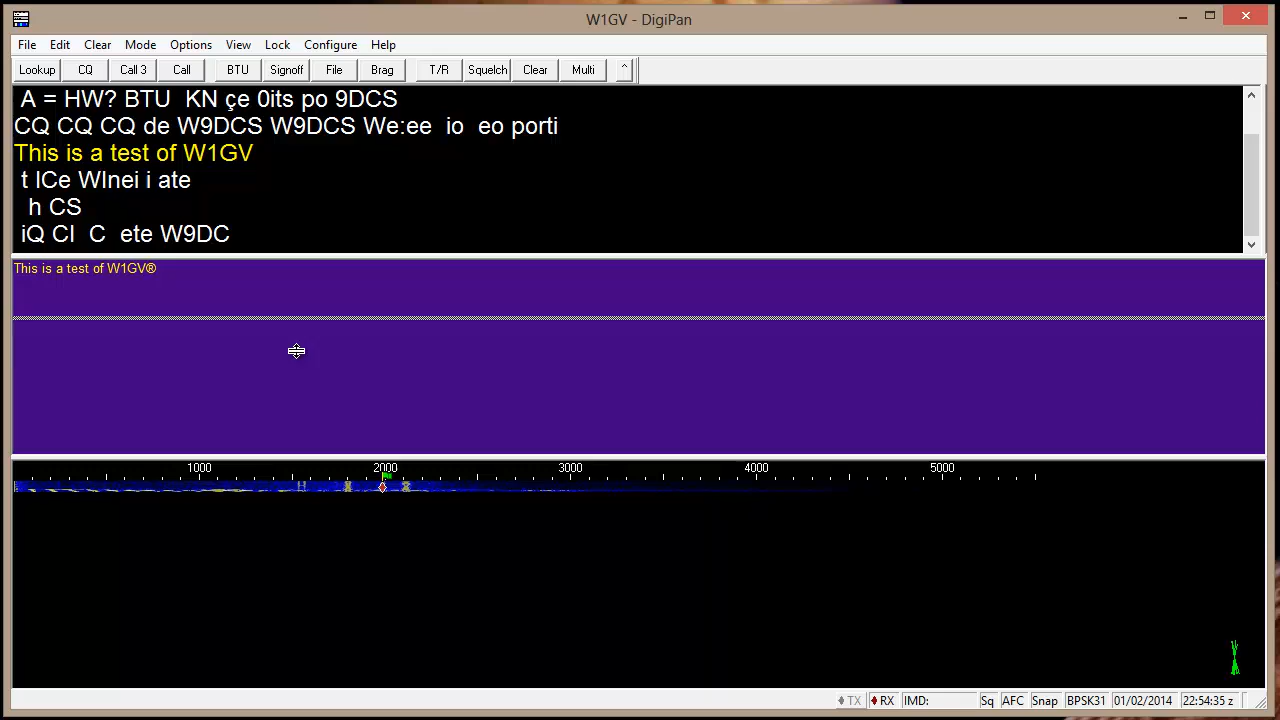 W1GV - DigiPan
File Edit Clear Mode Options View Lock Configure Help
Lookup CQ Call 3 Call BTU Signoff File Brag T/R Squelch Clear Multi ^
A = HW? BTU KN çe 0its po 9DCS
CQ CQ CQ de W9DCS W9DCS We:ee io eo porti
This is a test of W1GV
t lCe WInei i ate
h CS
iQ CI C ete W9DC
This is a test of W1GV®
1000 2000 3000 4000 5000
TX RX IMD: Sq AFC Snap BPSK31 01/02/2014 22:54:35 z